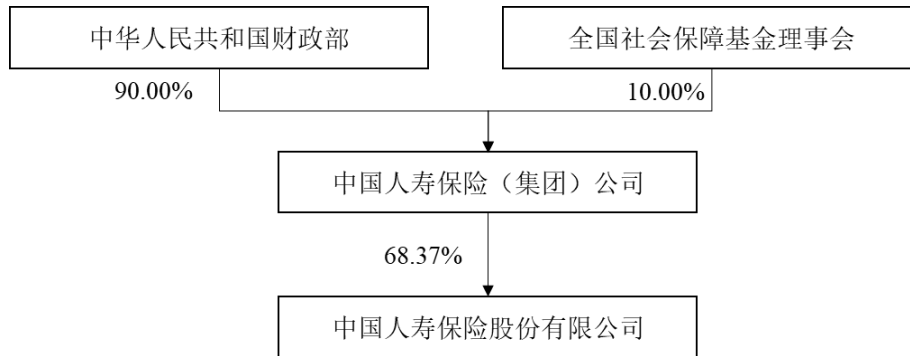 中华人民共和国财政部
全国社会保障基金理事会
90.00%
10.00%
中国人寿保险（集团）公司
68.37%
中国人寿保险股份有限公司